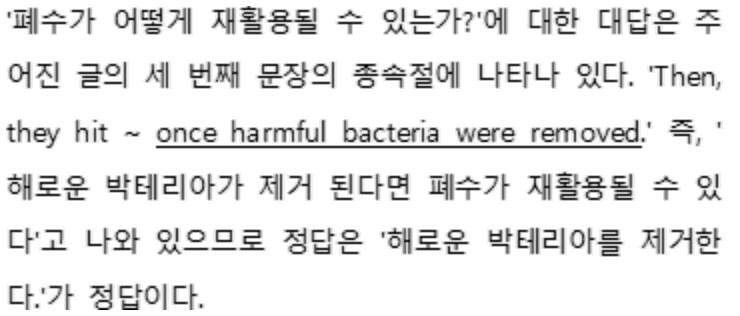 '폐수가 어떻게 재활용될 수 있는가?'에 대한 대답은 주
어진 글의 세 번째 문장의 종속절에 나타나 있다. 'Then,
they hit ~ once harmful bacteria were removed.' 즉, '
해로운 박테리아가 제거 된다면 폐수가 재활용될 수 있
다'고 나와 있으므로 정답은 '해로운 박테리아를 제거한
다.'가 정답이다.